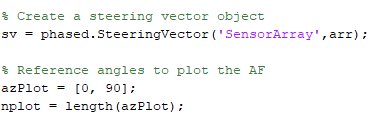 % Create a steering vector object
sv = phased.SteeringVector('SensorArray',arr);
% Reference angles to plot the AF
azPlot = [0, 90];
nplot = length(azPlot);